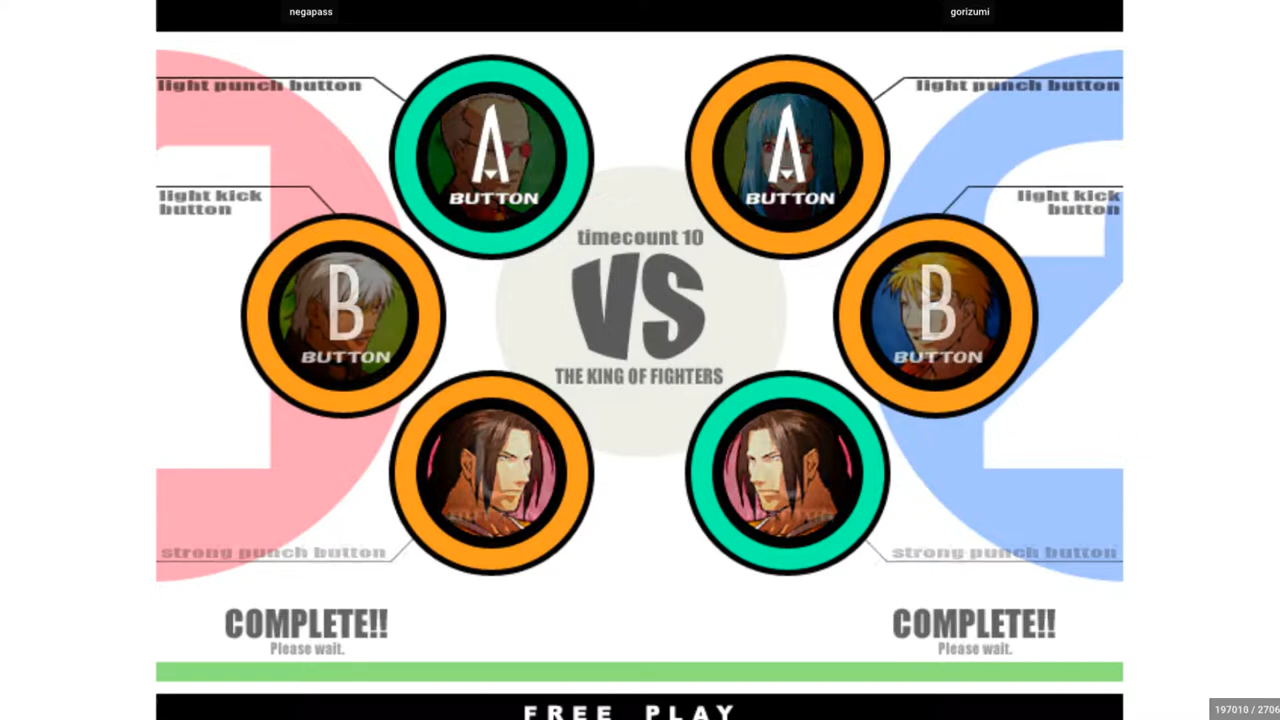 negapass
gorizumi
light punch button
light punch button
A
BUTTON
A
BUTTON
light kick
button
light kick
button
timecount 10
VS
THE KING OF FIGHTERS
B
BUTTON
B
BUTTON
strong punch button
strong punch button
COMPLETE!!
Please wait.
COMPLETE!!
Please wait.
FREE PLAY
197010 / 2706